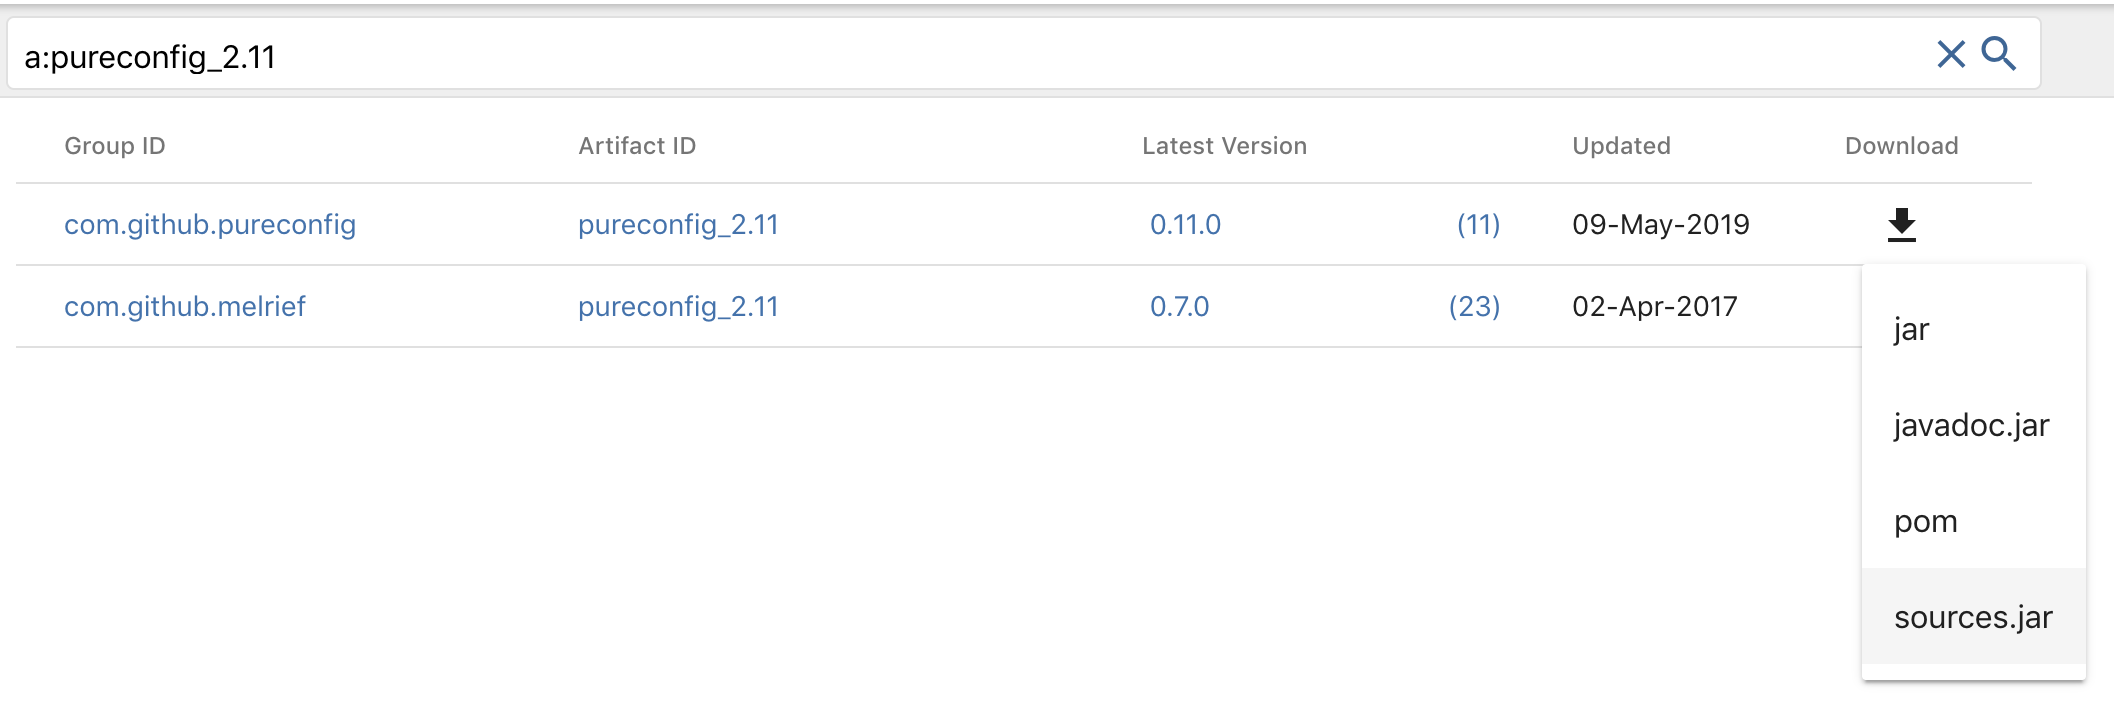 a:pureconfig_2.11
Group ID Artifact ID Latest Version Updated Download
com.github.pureconfig pureconfig_2.11 0.11.0 (11) 09-May-2019
com.github.melrief pureconfig_2.11 0.7.0 (23) 02-Apr-2017
jar
javadoc.jar
pom
sources.jar